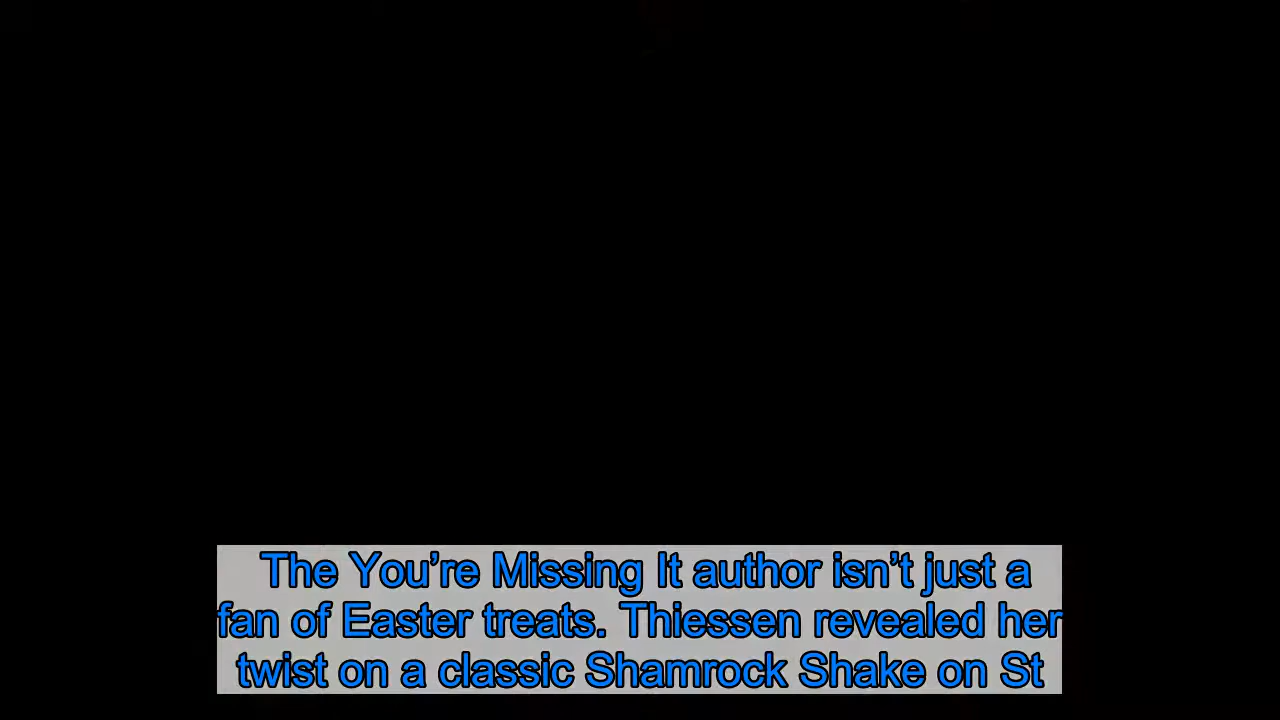 The You’re Missing It author isn’t just a
fan of Easter treats. Thiessen revealed her
twist on a classic Shamrock Shake on St